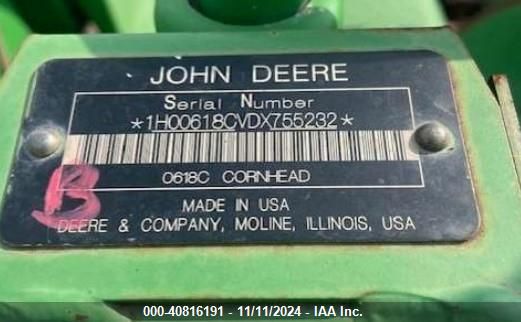 JOHN DEERE
Serial Number
*1H00618CVDX755232*
0618C CORNHEAD
B
MADE IN USA
DEERE & COMPANY, MOLINE, ILLINOIS, USA
000-40816191 - 11/11/2024 - IAA Inc.